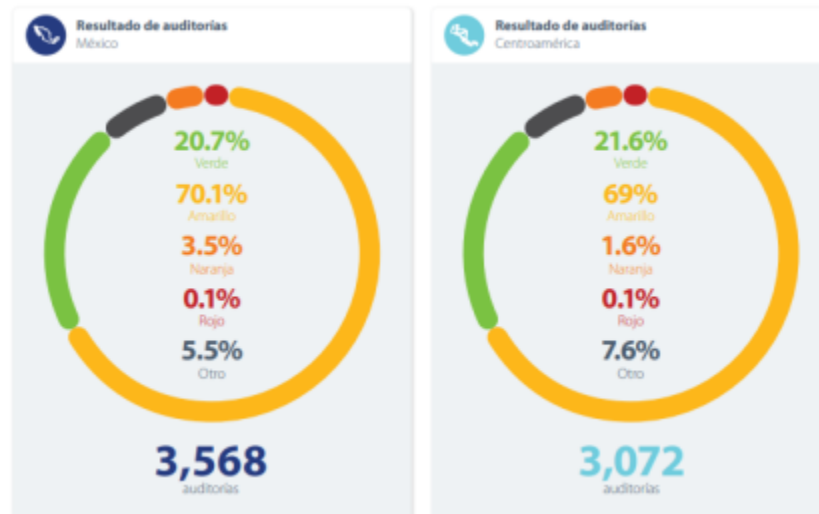 Resultado de auditorías
México
20.7%
Verde
70.1%
Amarillo
3.5%
Naranja
0.1%
Rojo
5.5%
Otro
3,568
auditorías
Resultado de auditorías
Centroamérica
21.6%
Verde
69%
Amarillo
1.6%
Naranja
0.1%
Rojo
7.6%
Otro
3,072
auditorías